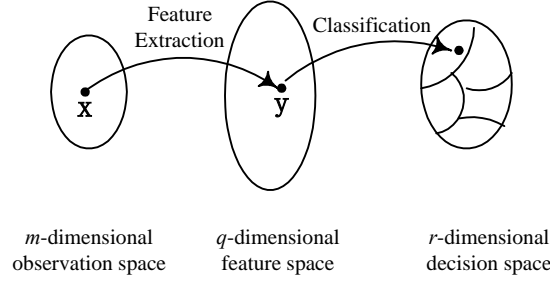 Feature
Extraction
Classification
x
y
m-dimensional
observation space
q-dimensional
feature space
r-dimensional
decision space